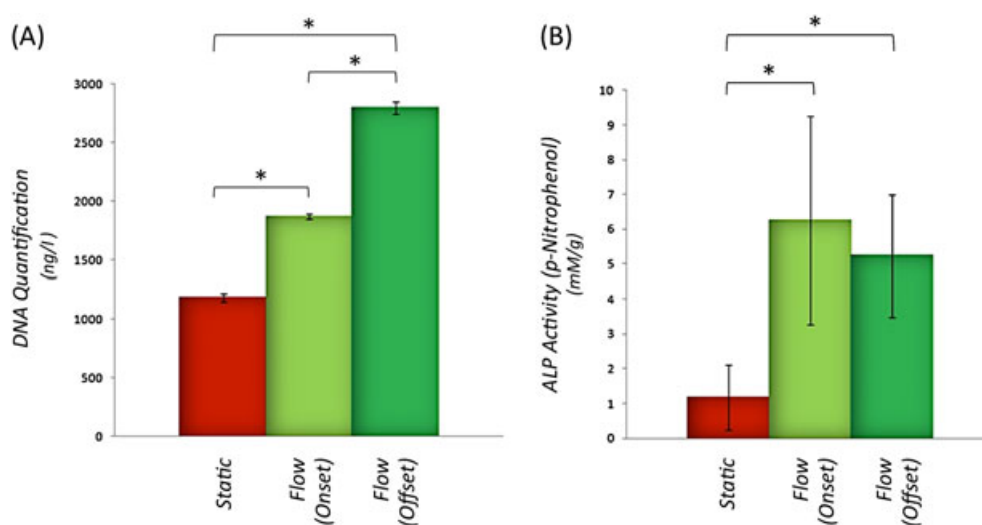 (A)
*
*
*
DNA Quantification
(ng/l)
3000
2500
2000
1500
1000
500
0
Static
Flow
(Onset)
Flow
(Offset)
(B)
*
*
ALP Activity (p-Nitrophenol)
(mM/g)
10
9
8
7
6
5
4
3
2
1
0
Static
Flow
(Onset)
Flow
(Offset)